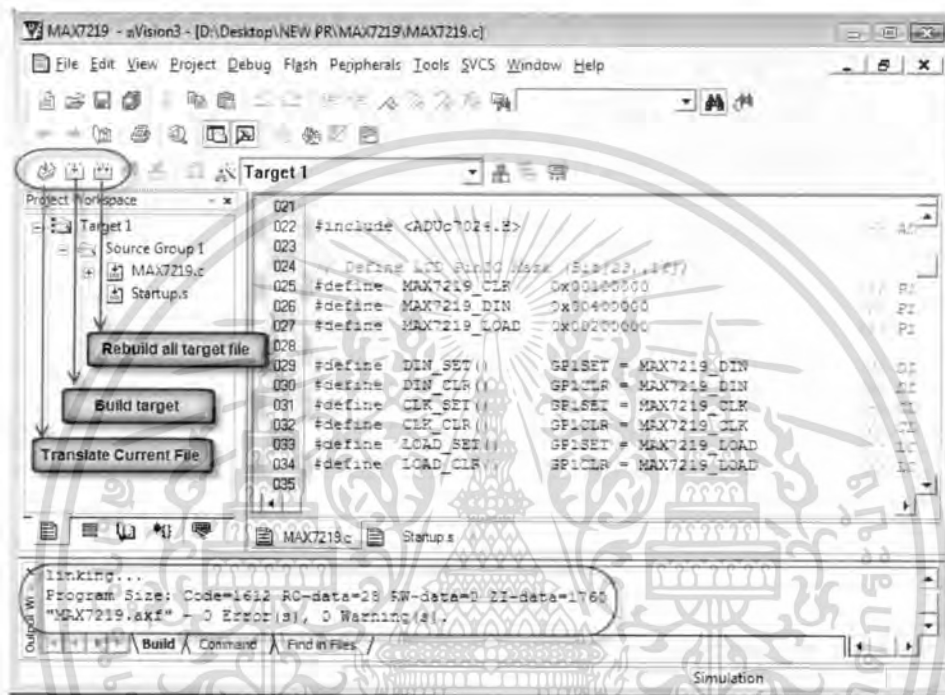 MAX7219 - µVision3 - [D:\Desktop\NEW PR\MAX7219\MAX7219.c]
File Edit View Project Debug Flash Peripherals Tools SVCS Window Help
Target 1
Project Workspace
Target 1
Source Group 1
MAX7219.c
Startup.s
Rebuild all target file
Build target
Translate Current File
021
022 #include <ADuC7024.H>
023
024 Define LCD PinIO Mask
025 #define MAX7219_CLK 0x00100000
026 #define MAX7219_DIN 0x00400000
027 #define MAX7219_LOAD 0x00200000
028
029 #define DIN_SET() GP1SET = MAX7219_DIN
030 #define DIN_CLR() GP1CLR = MAX7219_DIN
031 #define CLK_SET() GP1SET = MAX7219_CLK
032 #define CLK_CLR() GP1CLR = MAX7219_CLK
033 #define LOAD_SET() GP1SET = MAX7219_LOAD
034 #define LOAD_CLR() GP1CLR = MAX7219_LOAD
035
MAX7219.c Startup.s
linking...
Program Size: Code=1612 RO-data=28 RW-data=0 ZI-data=1760
"MAX7219.axf" - 0 Error(s), 0 Warning(s).
Build Command Find in Files
Simulation